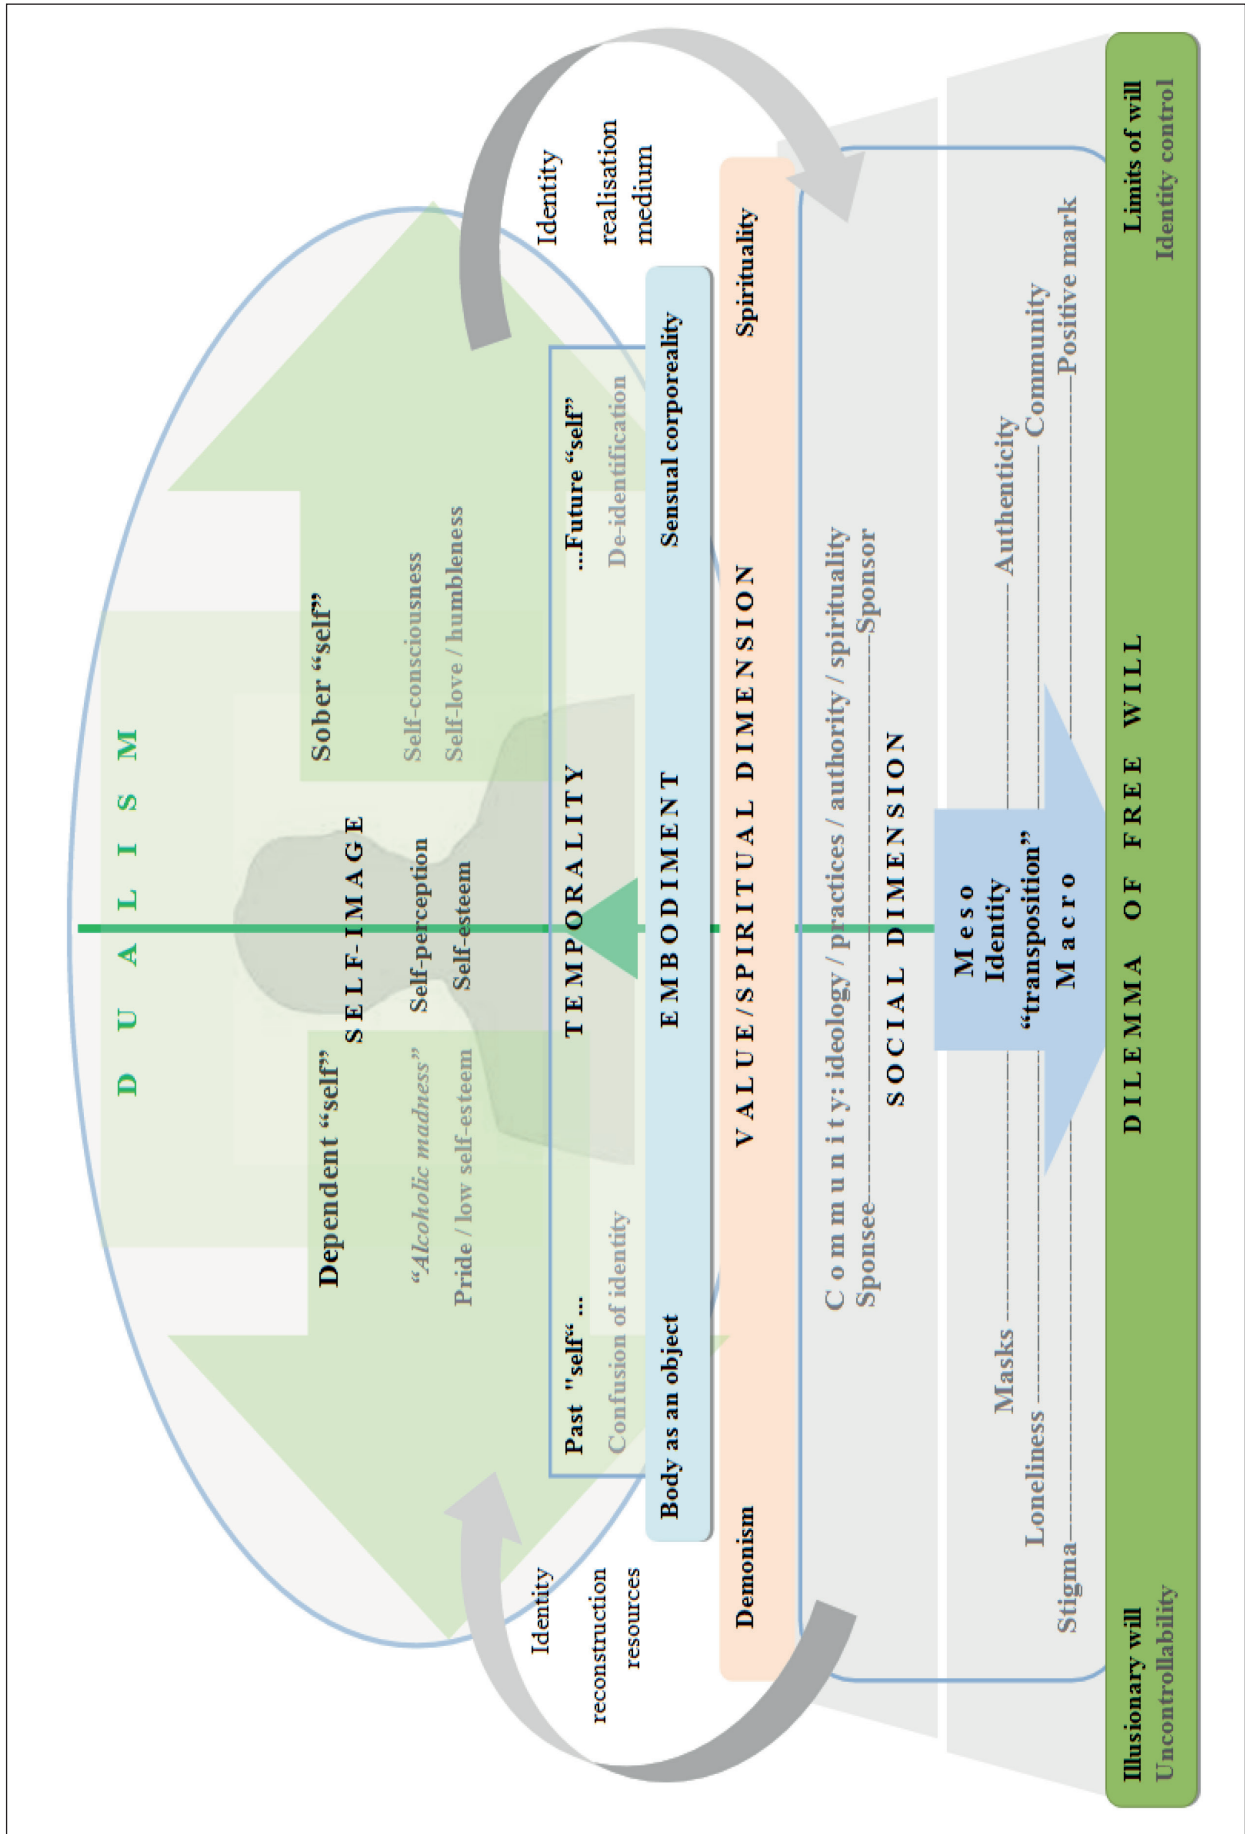 D U A L I S M
Dependent “self”
Sober “self”
SELF-IMAGE
“Alcoholic madness”
Self-perception
Self-consciousness
Pride / low self-esteem
Self-esteem
Self-love / humbleness
Identity
reconstruction
resources
Identity
realisation
medium
Past "self“ ...
TEMPORALITY
...Future “self”
Confusion of identity
De-identification
Body as an object
EMBODIMENT
Sensual corporeality
Demonism
VALUE/SPIRITUAL DIMENSION
Spirituality
C o m m u n i t y: ideology / practices / authority / spirituality
Sponsee--------Sponsor
SOCIAL DIMENSION
M e s o
Identity
“transposition”
M a c r o
Masks--------Authenticity
Loneliness--------Community
Stigma--------Positive mark
Illusionary will
DILEMMA OF FREE WILL
Limits of will
Uncontrollability
Identity control